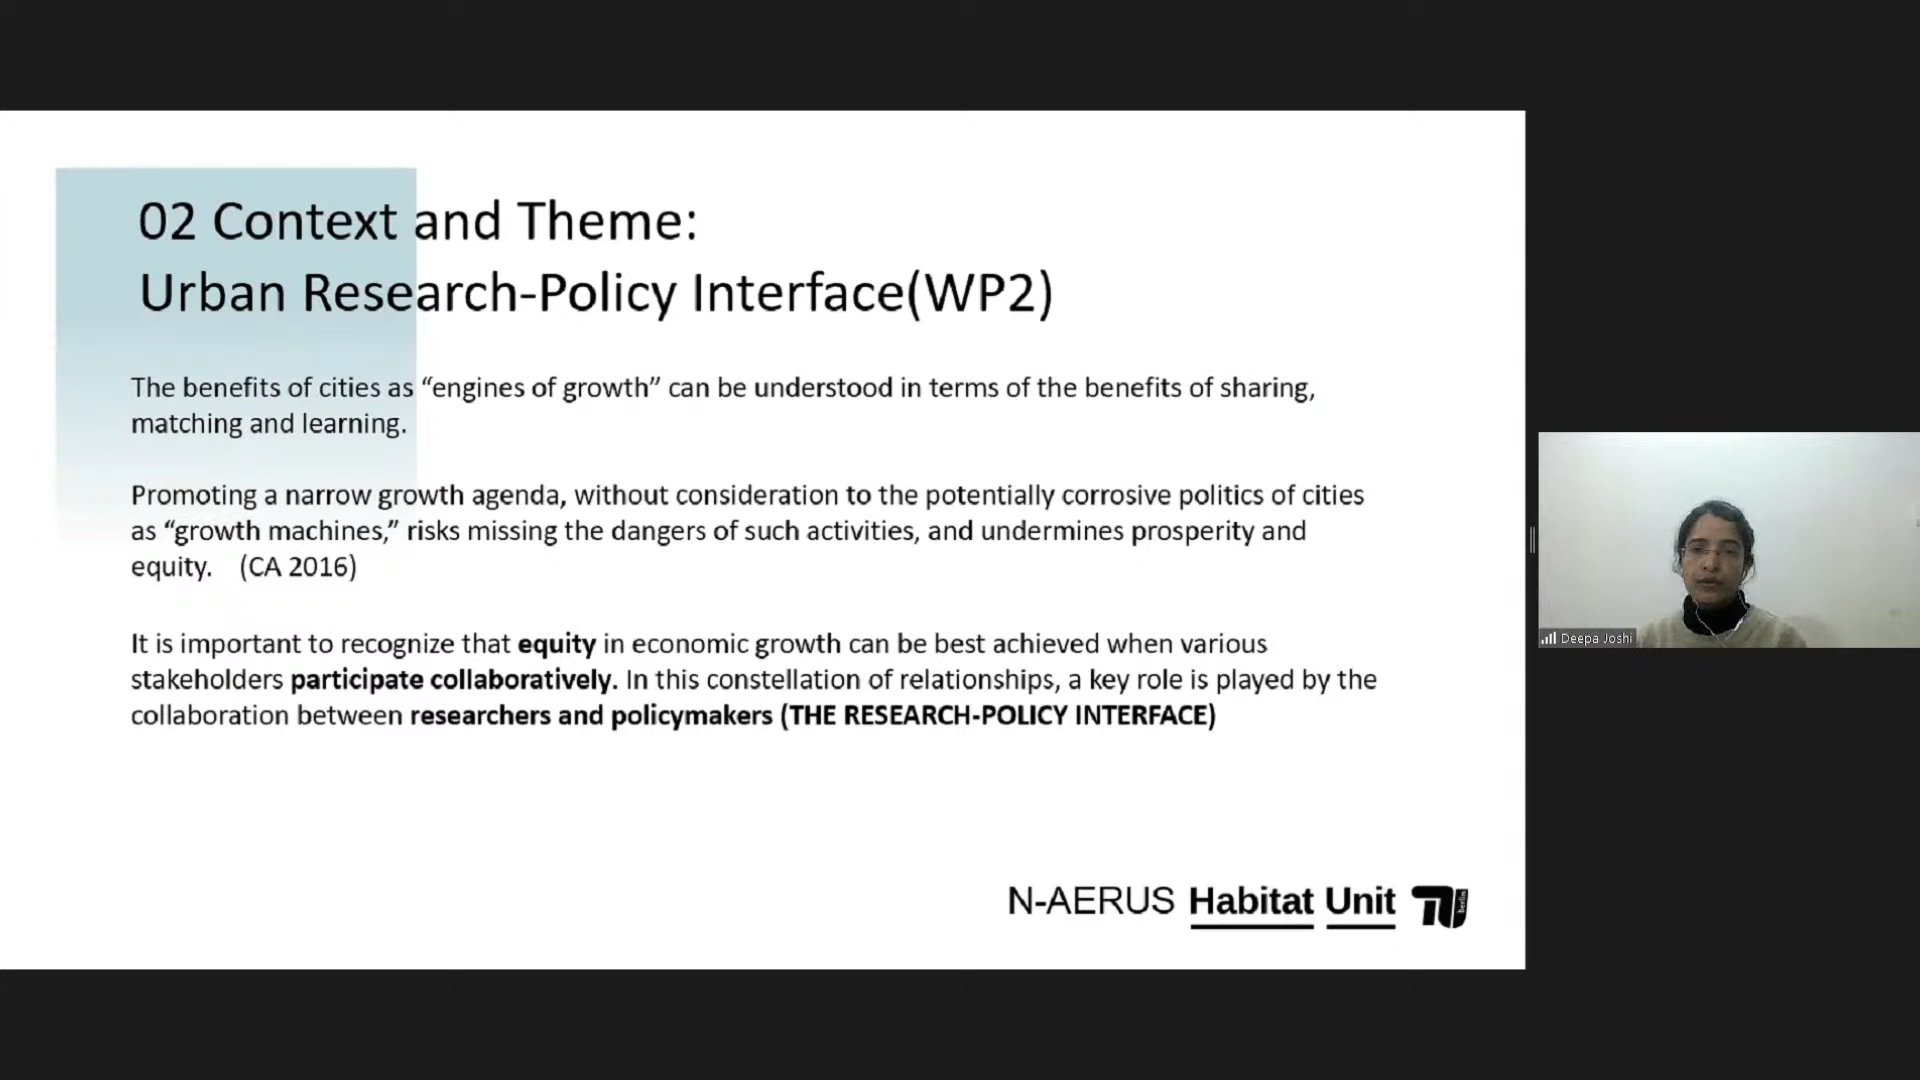 02 Context and Theme:
Urban Research-Policy Interface(WP2)
The benefits of cities as “engines of growth” can be understood in terms of the benefits of sharing,
matching and learning.
Promoting a narrow growth agenda, without consideration to the potentially corrosive politics of cities
as “growth machines,” risks missing the dangers of such activities, and undermines prosperity and
equity. (CA 2016)
It is important to recognize that equity in economic growth can be best achieved when various
stakeholders participate collaboratively. In this constellation of relationships, a key role is played by the
collaboration between researchers and policymakers (THE RESEARCH-POLICY INTERFACE)
N-AERUS Habitat Unit TU berlin
Deepa Joshi